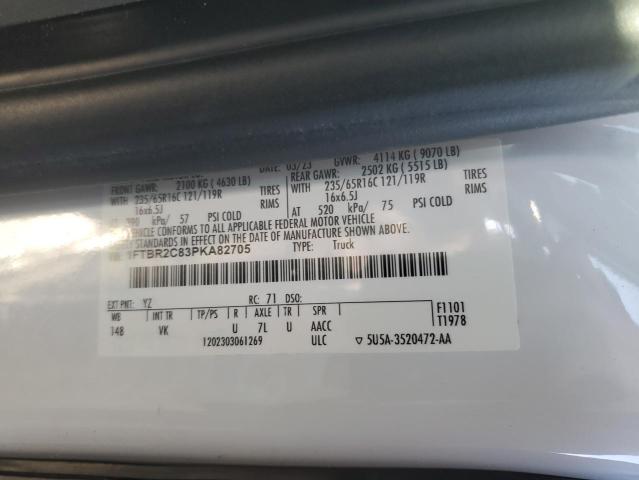 DATE: 03/23 GVWR: 4114 KG ( 9070 LB)
FRONT GAWR: 2100 KG ( 4630 LB) REAR GAWR: 2502 KG ( 5515 LB)
WITH 235/65R16C 121/119R TIRES WITH 235/65R16C 121/119R TIRES
16x6.5J RIMS 16x6.5J RIMS
AT 390 kPa/ 57 PSI COLD AT 520 kPa/ 75 PSI COLD
CONFORMS TO ALL APPLICABLE FEDERAL MOTOR VEHICLE
IN EFFECT ON THE DATE OF MANUFACTURE
1FTBR2C83PKA82705 TYPE: Truck
EXT PNT: YZ RC: 71 DSO:
WB INT TR TP/PS R AXLE TR SPR F1101
148 VK U 7L U AACC T1978
1202303061269 ULC ▽ 5U5A-3520472-AA